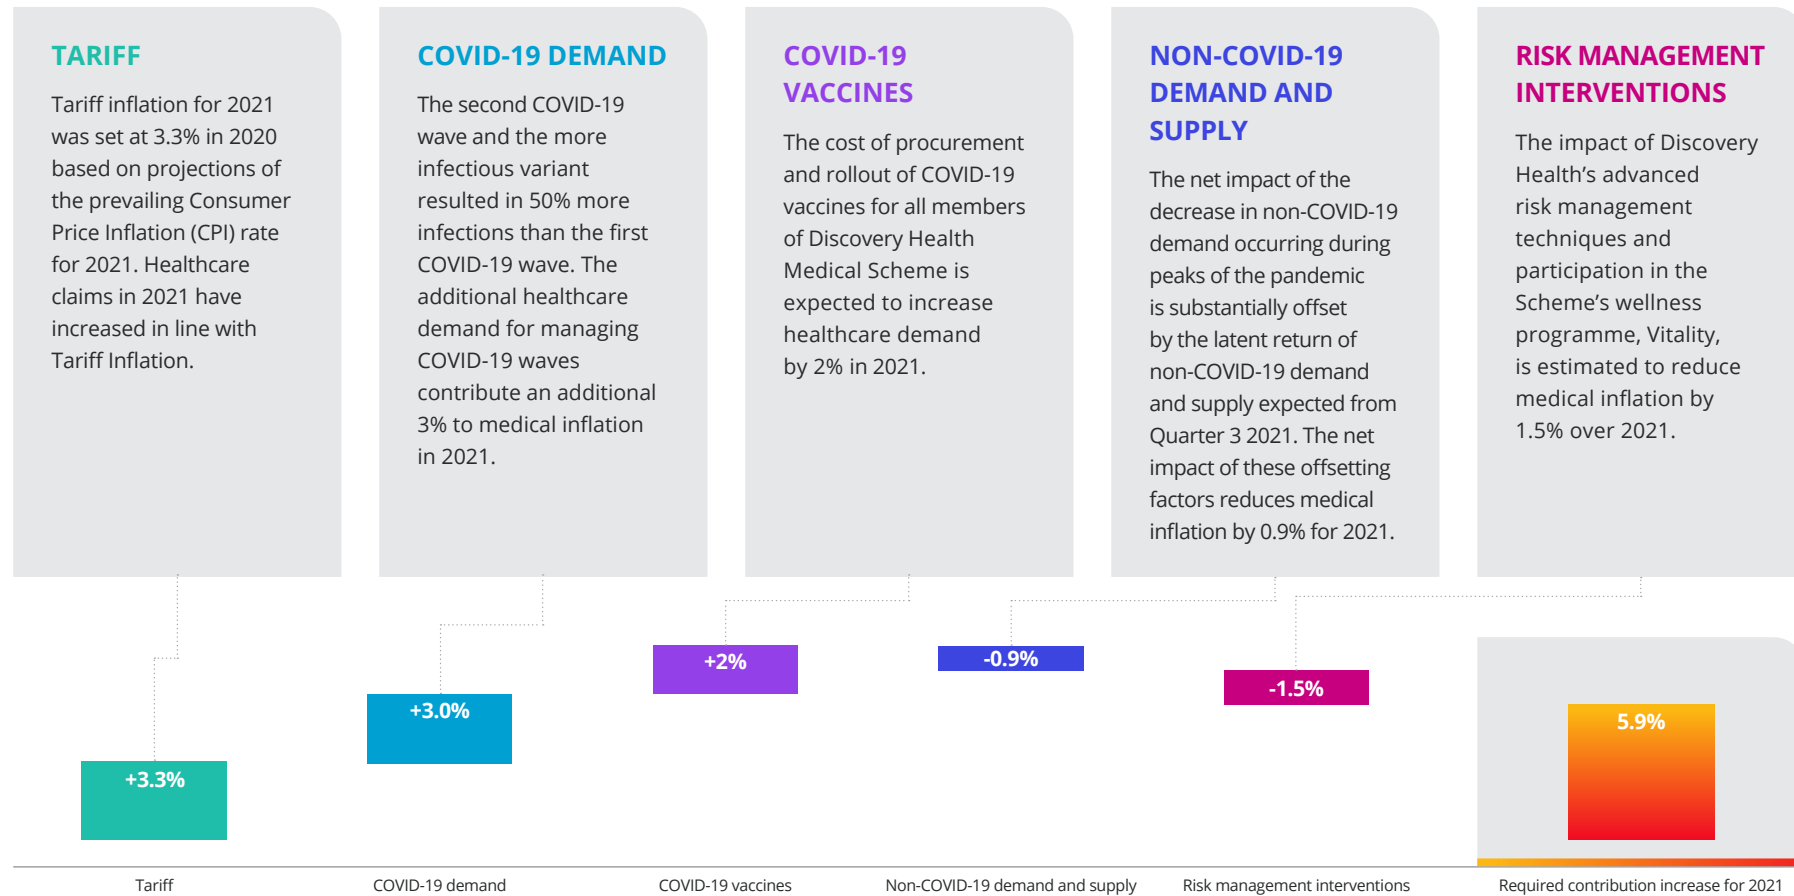 TARIFF
Tariff inflation for 2021
was set at 3.3% in 2020
based on projections of
the prevailing Consumer
Price Inflation (CPI) rate
for 2021. Healthcare
claims in 2021 have
increased in line with
Tariff Inflation.
COVID-19 DEMAND
The second COVID-19
wave and the more
infectious variant
resulted in 50% more
infections than the first
COVID-19 wave. The
additional healthcare
demand for managing
COVID-19 waves
contribute an additional
3% to medical inflation
in 2021.
COVID-19
VACCINES
The cost of procurement
and rollout of COVID-19
vaccines for all members
of Discovery Health
Medical Scheme is
expected to increase
healthcare demand
by 2% in 2021.
NON-COVID-19
DEMAND AND
SUPPLY
The net impact of the
decrease in non-COVID-19
demand occurring during
peaks of the pandemic
is substantially offset
by the latent return of
non-COVID-19 demand
and supply expected from
Quarter 3 2021. The net
impact of these offsetting
factors reduces medical
inflation by 0.9% for 2021.
RISK MANAGEMENT
INTERVENTIONS
The impact of Discovery
Health’s advanced
risk management
techniques and
participation in the
Scheme’s wellness
programme, Vitality,
is estimated to reduce
medical inflation by
1.5% over 2021.
+3.3%
+3.0%
+2%
-0.9%
-1.5%
5.9%
Tariff
COVID-19 demand
COVID-19 vaccines
Non-COVID-19 demand and supply
Risk management interventions
Required contribution increase for 2021